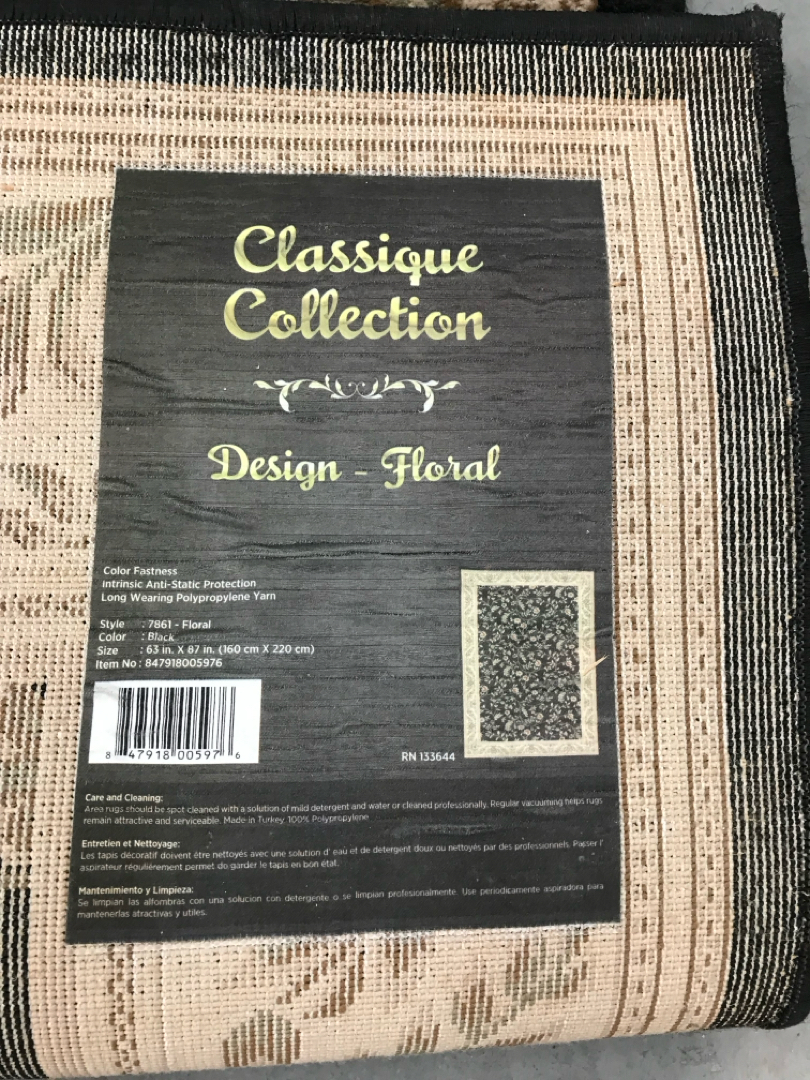 Classique
Collection
Design - Floral
Color Fastness
Intrinsic Anti-Static Protection
Long Wearing Polypropylene Yarn
Style : 7861 - Floral
Color : Black
Size : 63 in. X 87 in. (160 cm X 220 cm)
Item No : 847918005976
8 47918 00597 6
RN 133644
Care and Cleaning:
Area rugs should be spot cleaned with a solution of mild detergent and water or cleaned professionally. Regular vacuuming helps rugs
remain attractive and serviceable. Made in Turkey 100% Polypropylene
Entretien et Nettoyage:
Les tapis décoratif doivent étre nettoyés avec une solution d' eau et de detergent doux ou nettoyés par des professionnels. Passer l'
aspirateur régulièrement permet do garder le tapis en bon état.
Mantenimiento y Limpieza:
Se limpian las alfombras con una solucion con detergente o se limpian profesionalmente. Use periodicamente aspiradora para
mantenerlas atractivas y utiles.